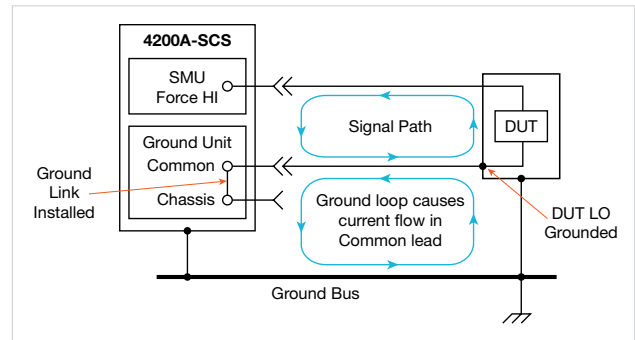 4200A-SCS
SMU
Force HI
Signal Path
DUT
Ground Unit
Common
Chassis
Ground
Link
Installed
Ground loop causes
current flow in
Common lead
DUT LO
Grounded
Ground Bus